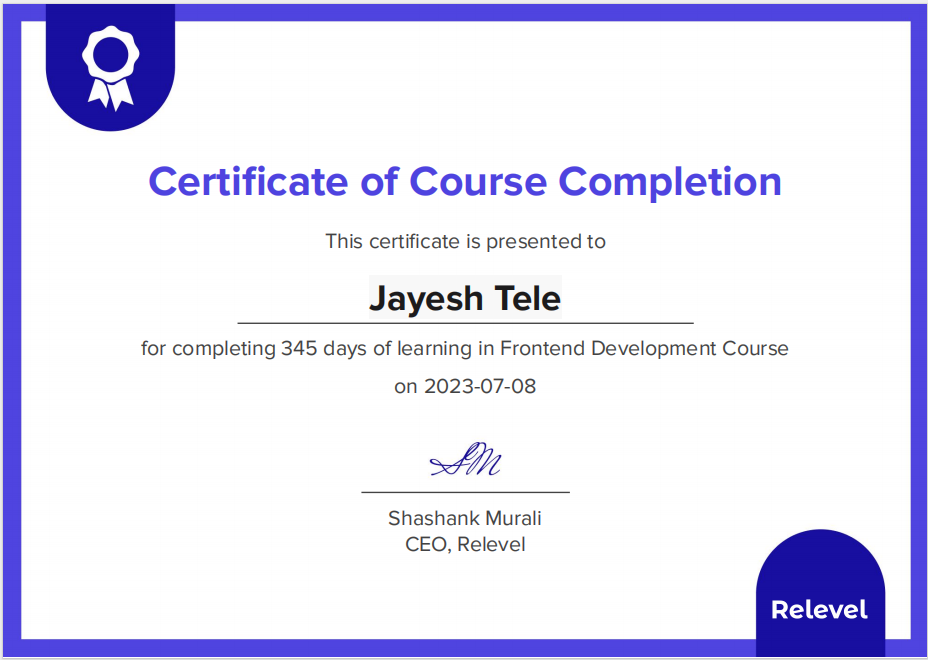 Certificate of Course Completion
This certificate is presented to
Jayesh Tele
for completing 345 days of learning in Frontend Development Course
on 2023-07-08
SM
Shashank Murali
CEO, Relevel
Relevel